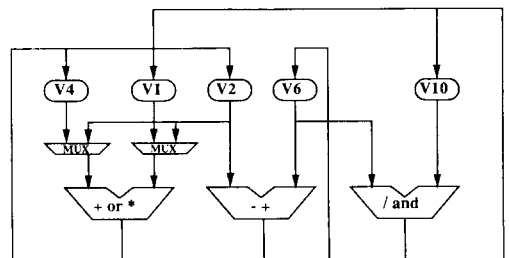 V4 V1 V2 V6 V10
MUX MUX
+ or * - + / and